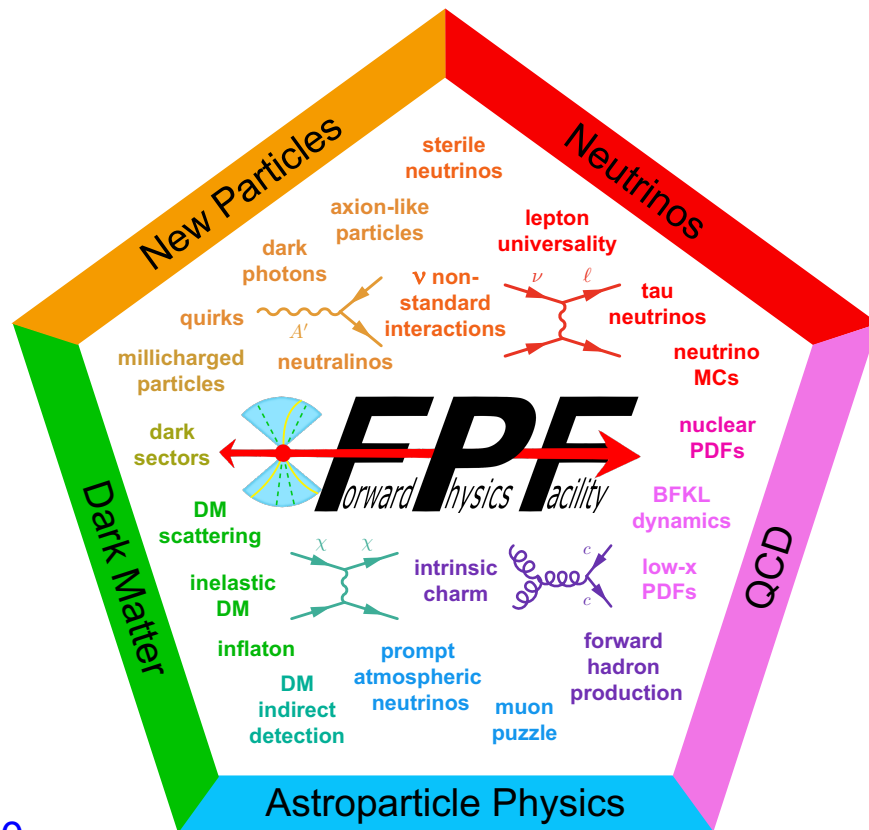 New Particles
Neutrinos
sterile
neutrinos
axion-like
particles
lepton
universality
dark
photons
ν non-
standard
interactions
ν
ℓ
tau
neutrinos
quirks
A′
neutralinos
millicharged
particles
neutrino
MCs
dark
sectors
Forward Physics Facility
nuclear
PDFs
BFKL
dynamics
Dark Matter
QCD
DM
scattering
χ
χ
inelastic
DM
intrinsic
charm
c
c
low-x
PDFs
inflaton
prompt
atmospheric
neutrinos
forward
hadron
production
DM
indirect
detection
muon
puzzle
Astroparticle Physics